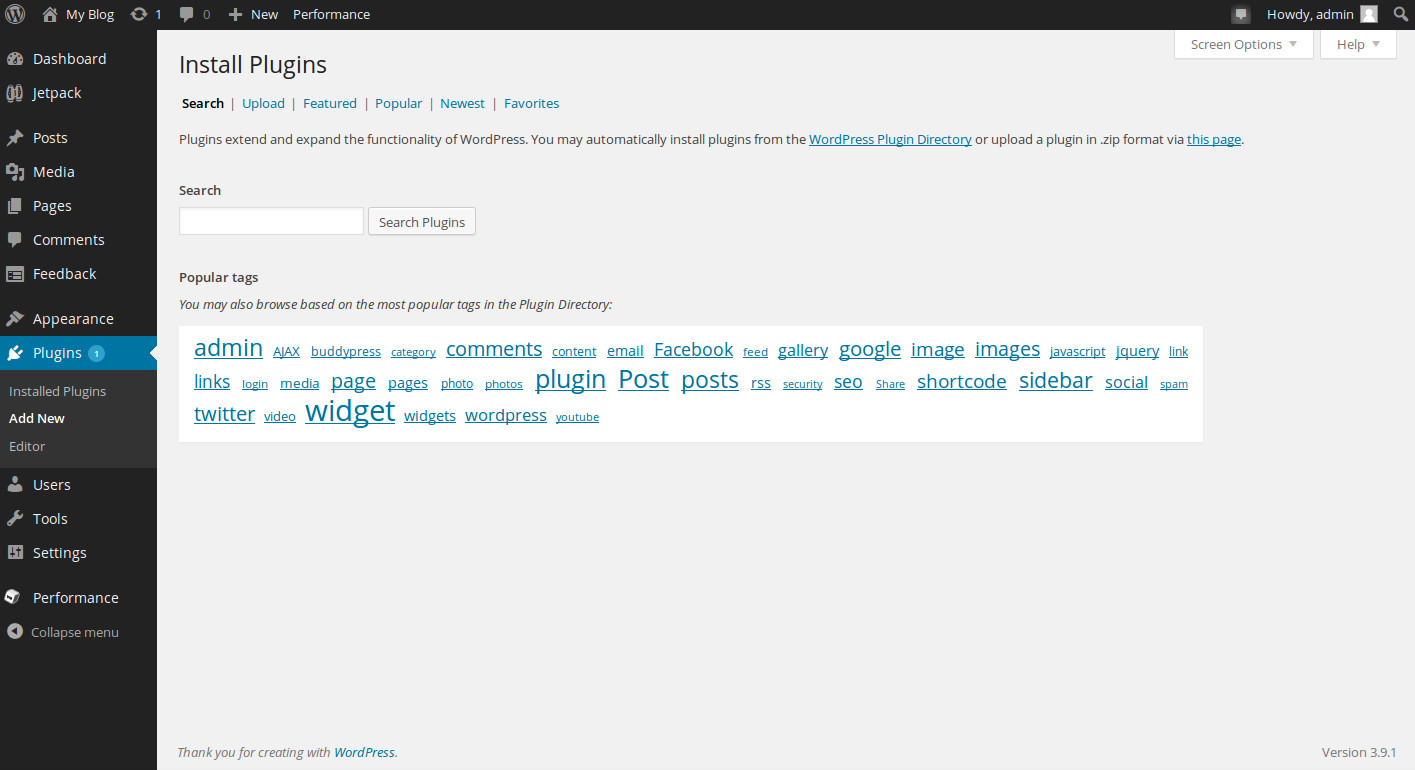 My Blog 1 0 New Performance Howdy, admin
Screen Options Help
Dashboard
Jetpack
Posts
Media
Pages
Comments
Feedback
Appearance
PlugIns 1
Installed Plugins
Add New
Editor
Users
Tools
Settings
Performance
Collapse menu
Install Plugins
Search | Upload | Featured | Popular | Newest | Favorites
Plugins extend and expand the functionality of WordPress. You may automatically install plugins from the WordPress Plugin Directory or upload a plugin in .zip format via this page.
Search
Search Plugins
Popular tags
You may also browse based on the most popular tags in the Plugin Directory:
admin AJAX buddypress category comments content email Facebook feed gallery google image images javascript jquery link
links login media page pages photo photos plugin Post posts rss security seo Share shortcode sidebar social spam
twitter video widget widgets wordpress youtube
Thank you for creating with WordPress. Version 3.9.1